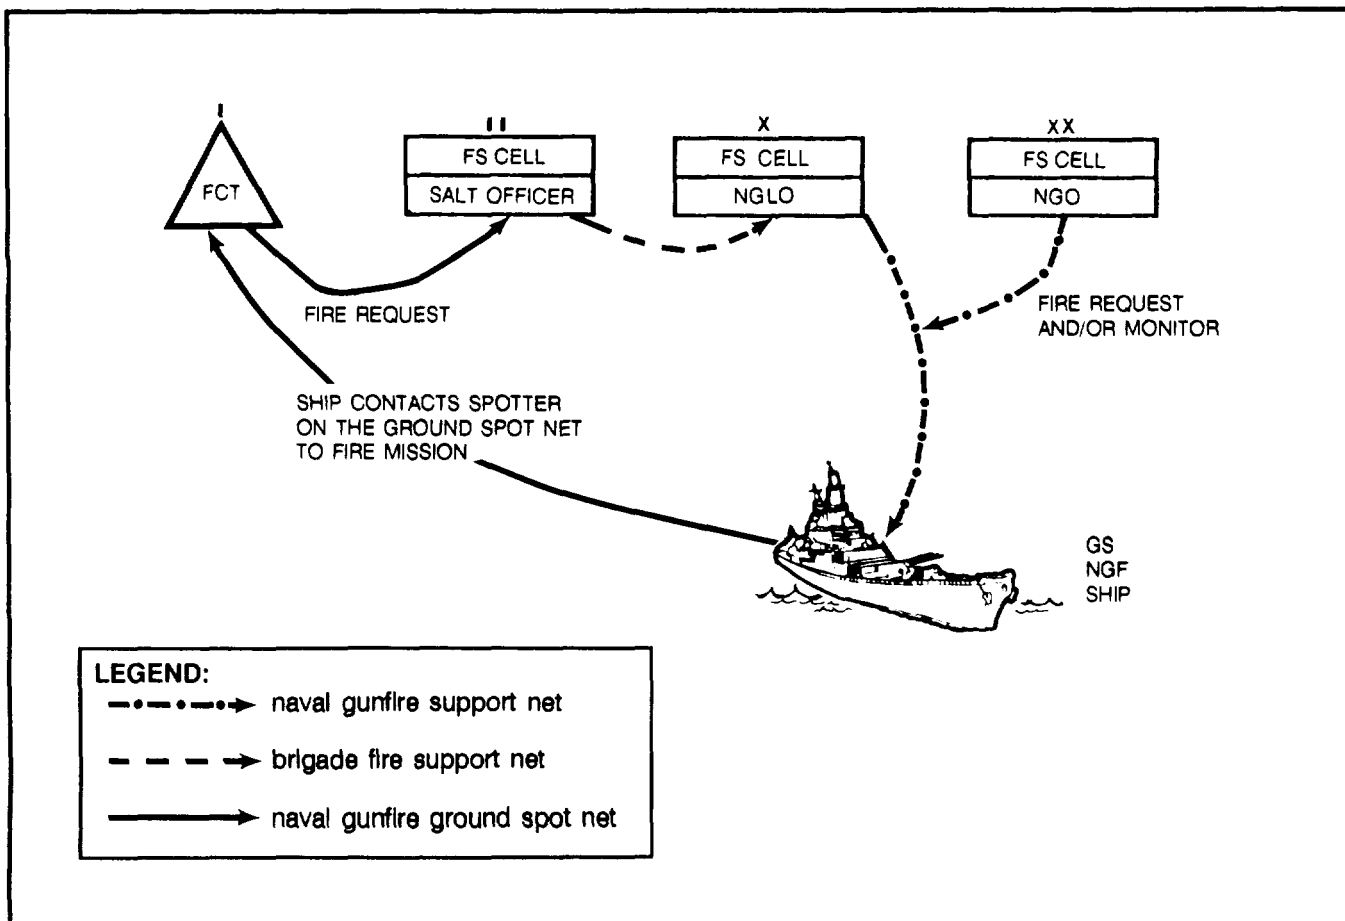 I
II
X
XX
FCT
FS CELL
SALT OFFICER
FS CELL
NGLO
FS CELL
NGO
FIRE REQUEST
FIRE REQUEST
AND/OR MONITOR
SHIP CONTACTS SPOTTER
ON THE GROUND SPOT NET
TO FIRE MISSION
GS
NGF
SHIP
LEGEND:
naval gunfire support net
brigade fire support net
naval gunfire ground spot net